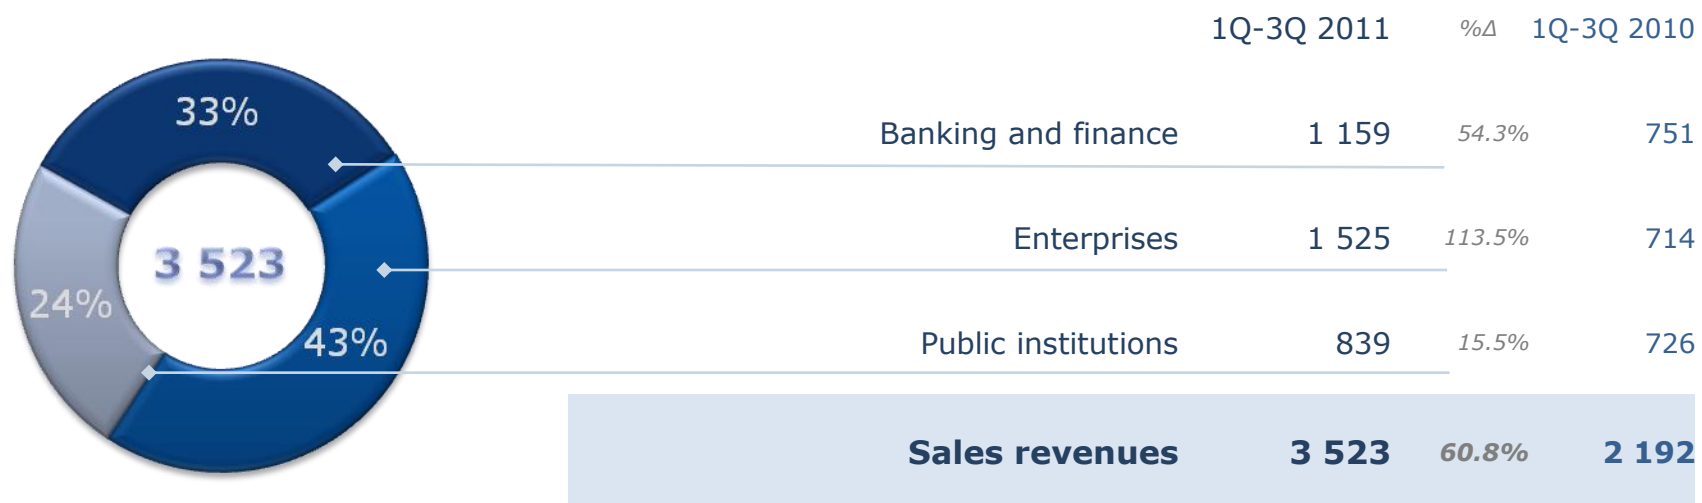 1Q-3Q 2011 %Δ 1Q-3Q 2010
33%
Banking and finance 1 159 54.3% 751
Enterprises 1 525 113.5% 714
3 523
24%
43%
Public institutions 839 15.5% 726
Sales revenues 3 523 60.8% 2 192